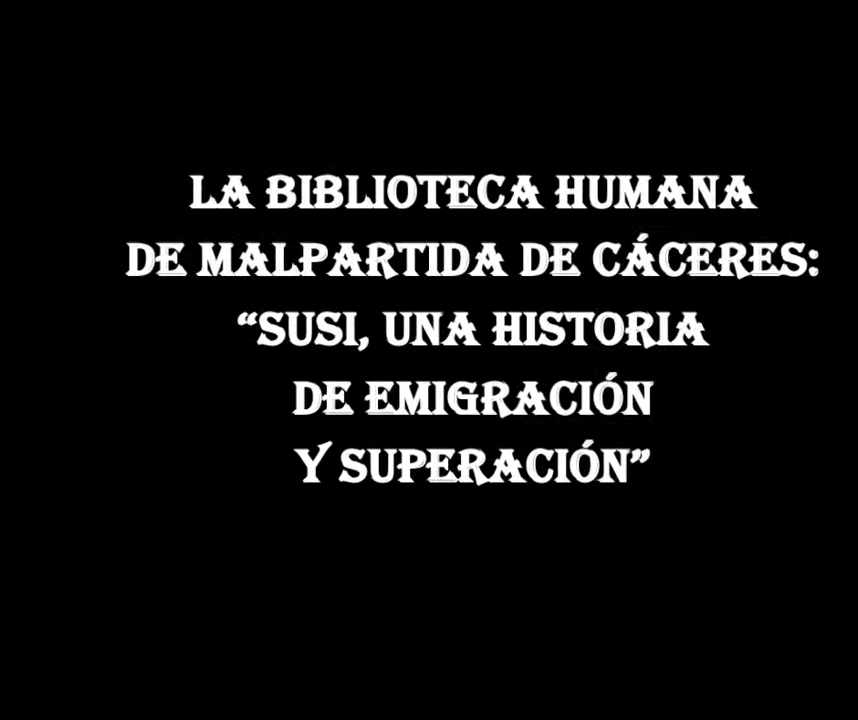 LA BIBLIOTECA HUMANA
DE MALPARTIDA DE CÁCERES:
“SUSI, UNA HISTORIA
DE EMIGRACIÓN
Y SUPERACIÓN”